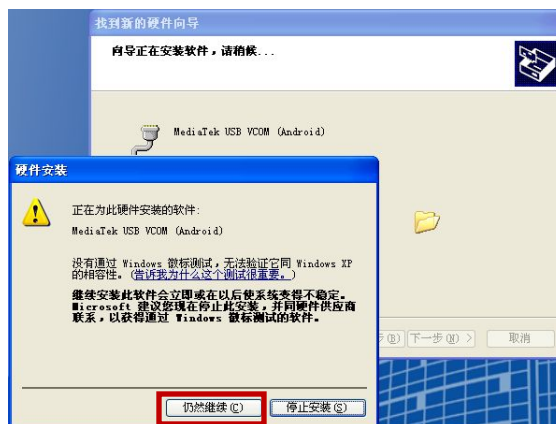 找到新的硬件向导
向导正在安装软件，请稍候...
MediaTek USB VCOM (Android)
硬件安装
正在为此硬件安装的软件:
MediaTek USB VCOM (Android)
没有通过 Windows 徽标测试，无法验证它同 Windows XP
的相容性。(告诉我为什么这个测试很重要。)
继续安装此软件会立即或在以后使系统变得不稳定。
Microsoft 建议您现在停止此安装，并同硬件供应商
联系，以获得通过 Windows 徽标测试的软件。
步(B) 下一步(N) > 取消
仍然继续(C) 停止安装(S)